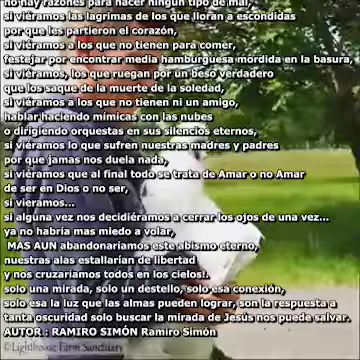 no hay razones para hacer ningún tipo de mal,
si viéramos las lagrimas de los que lloran a escondidas
por que les partieron el corazón,
si viéramos a los que no tienen para comer,
festejar por encontrar media hamburguesa mordida en la basura,
si viéramos, los que ruegan por un beso verdadero
que los saque de la muerte de la soledad,
si viéramos a los que no tienen ni un amigo,
hablar haciendo mímicas con las nubes
o dirigiendo orquestas en sus silencios eternos,
si viéramos lo que sufren nuestras madres y padres
por que jamas nos duela nada,
si viéramos que al final todo se trata de Amar o no Amar
de ser en Dios o no ser,
si vieramos...
si alguna vez nos decidiéramos a cerrar los ojos de una vez...
ya no habría mas miedo a volar,
MAS AUN abandonaríamos este abismo eterno,
nuestras alas estallarían de libertad
y nos cruzaríamos todos en los cielos!.
solo una mirada, solo un destello, solo esa conexión,
solo esa la luz que las almas pueden lograr, son la respuesta a
tanta oscuridad solo buscar la mirada de Jesús nos puede salvar.
AUTOR : RAMIRO SIMÓN Ramiro Simón
©Lighthouse Farm Sanctuary